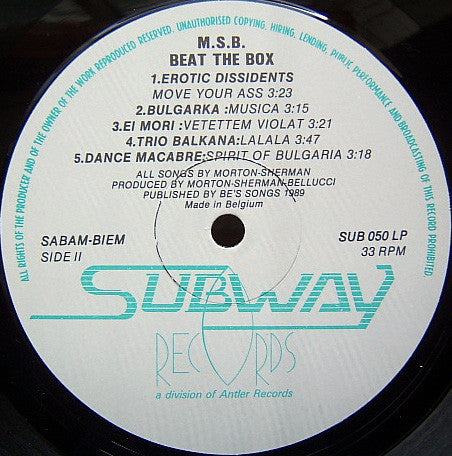 ALL RIGHTS OF THE PRODUCER AND OF THE OWNER OF THE WORK REPRODUCED RESERVED. UNAUTHORISED COPYING, HIRING, LENDING, PUBLIC PERFORMANCE AND BROADCASTING OF THIS RECORD PROHIBITED
M.S.B.
BEAT THE BOX
1.EROTIC DISSIDENTS
MOVE YOUR ASS 3:23
2.BULGARKA :MUSICA 3:15
3.EI MORI :VETETTEM VIOLAT 3:21
4.TRIO BALKANA:LALALA 3:47
5.DANCE MACABRE:SPIRIT OF BULGARIA 3:18
ALL SONGS BY MORTON-SHERMAN
PRODUCED BY MORTON-SHERMAN-BELLUCCI
PUBLISHED BY BE'S SONGS 1989
Made in Belgium
SABAM-BIEM SUB 050 LP
SIDE II 33 RPM
SUBWAY
RECORDS
a division of Antler Records